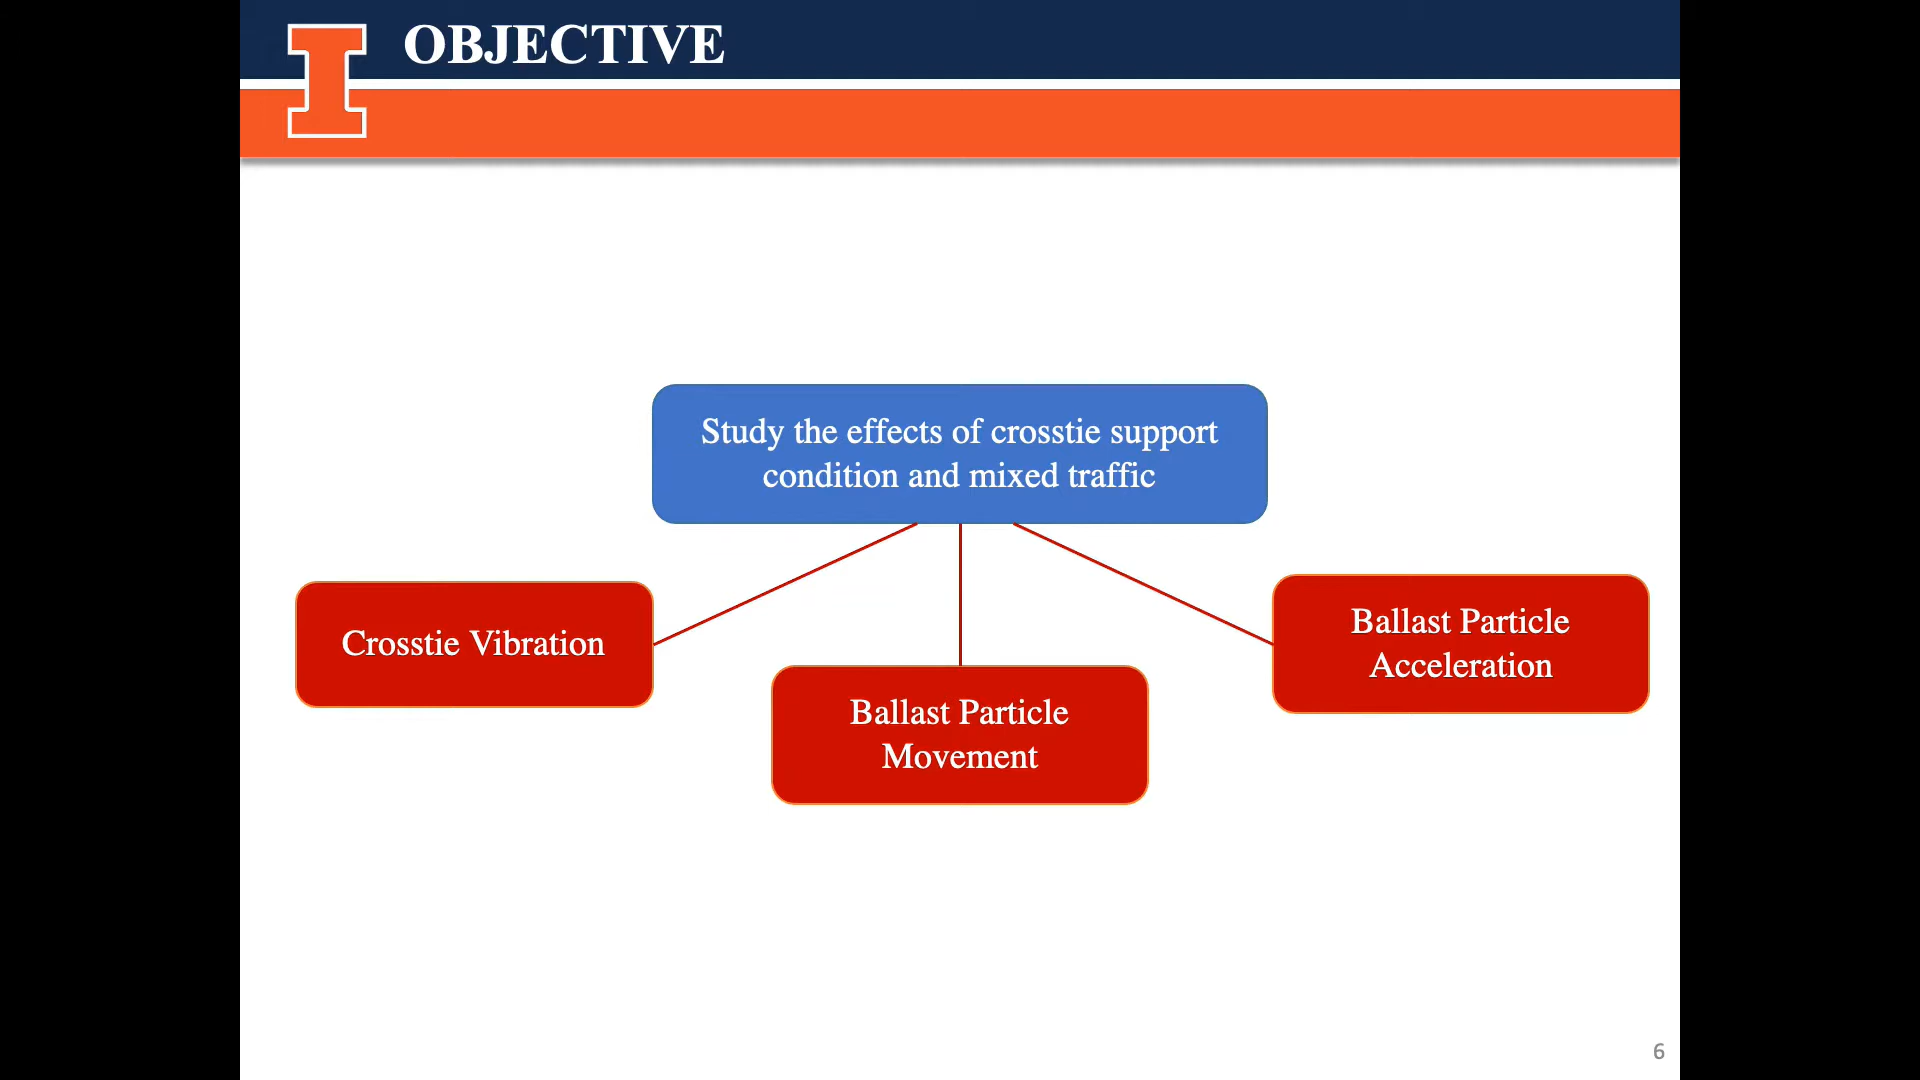 OBJECTIVE
Study the effects of crosstie support
condition and mixed traffic
Crosstie Vibration
Ballast Particle
Movement
Ballast Particle
Acceleration
6